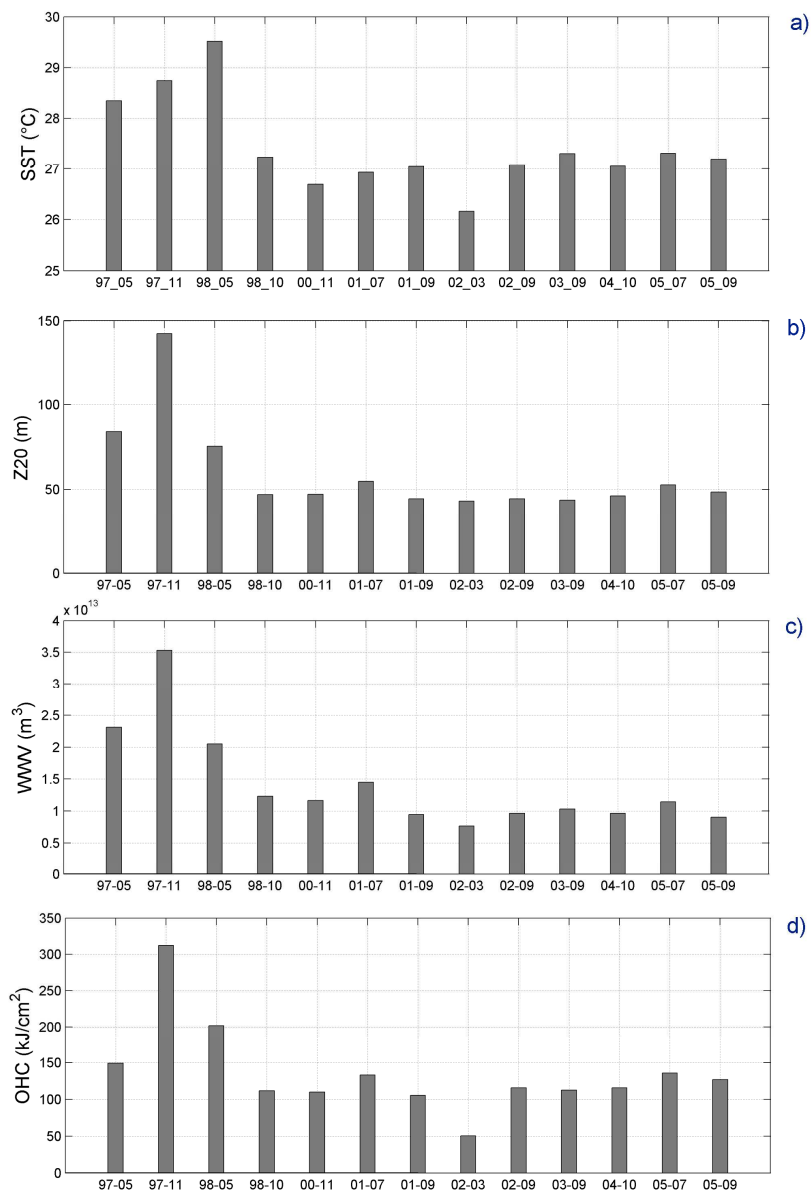 a)
30
29
28
27
26
25
SST (°C)
97_05 97_11 98_05 98_10 00_11 01_07 01_09 02_03 02_09 03_09 04_10 05_07 05_09
b)
150
100
50
0
Z20 (m)
97-05 97-11 98-05 98-10 00-11 01-07 01-09 02-03 02-09 03-09 04-10 05-07 05-09
x 10¹³
c)
4
3.5
3
2.5
2
1.5
1
0.5
0
WWV (m³)
97-05 97-11 98-05 98-10 00-11 01-07 01-09 02-03 02-09 03-09 04-10 05-07 05-09
d)
350
300
250
200
150
100
50
0
OHC (kJ/cm²)
97-05 97-11 98-05 98-10 00-11 01-07 01-09 02-03 02-09 03-09 04-10 05-07 05-09